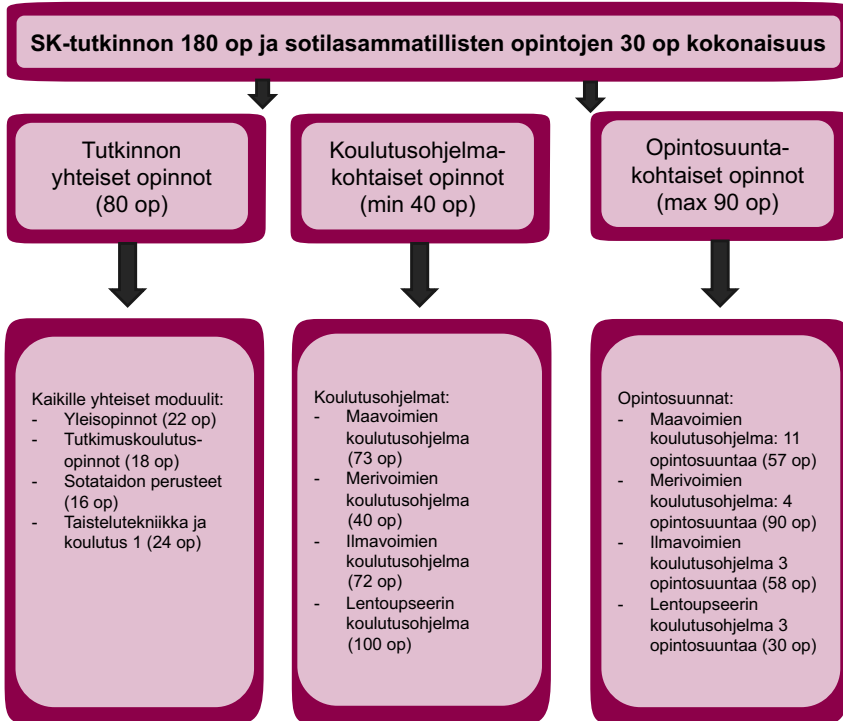 SK-tutkinnon 180 op ja sotilasammatillisten opintojen 30 op kokonaisuus
Tutkinnon
yhteiset opinnot
(80 op)
Koulutusohjelma-
kohtaiset opinnot
(min 40 op)
Opintosuunta-
kohtaiset opinnot
(max 90 op)
Kaikille yhteiset moduulit:
- Yleisopinnot (22 op)
- Tutkimuskoulutus-
opinnot (18 op)
- Sotataidon perusteet
(16 op)
- Taistelutekniikka ja
koulutus 1 (24 op)
Koulutusohjelmat:
- Maavoimien
koulutusohjelma
(73 op)
- Merivoimien
koulutusohjelma
(40 op)
- Ilmavoimien
koulutusohjelma
(72 op)
- Lentoupseerin
koulutusohjelma
(100 op)
Opintosuunnat:
- Maavoimien
koulutusohjelma: 11
opintosuuntaa (57 op)
- Merivoimien
koulutusohjelma: 4
opintosuuntaa (90 op)
- Ilmavoimien
koulutusohjelma 3
opintosuuntaa (58 op)
- Lentoupseerin
koulutusohjelma 3
opintosuuntaa (30 op)